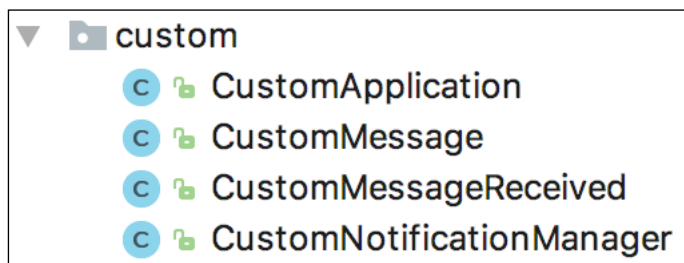 custom
C CustomApplication
C CustomMessage
C CustomMessageReceived
C CustomNotificationManager